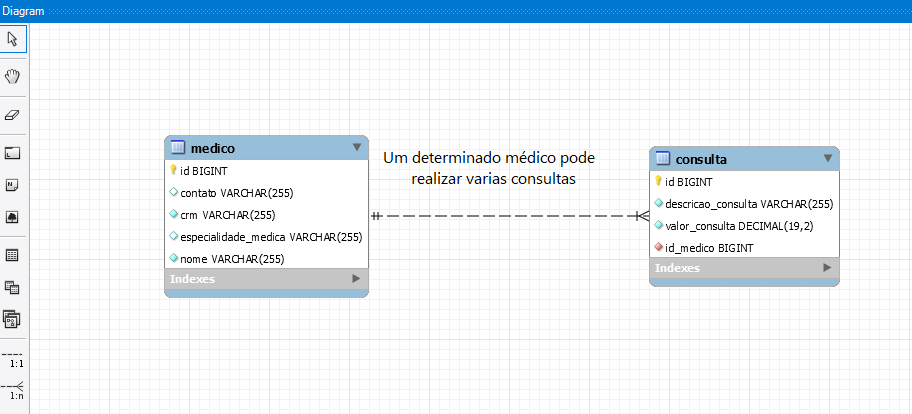 Diagram
medico
id BIGINT
contato VARCHAR(255)
crm VARCHAR(255)
especialidade_medica VARCHAR(255)
nome VARCHAR(255)
Indexes
Um determinado médico pode
realizar varias consultas
consulta
id BIGINT
descricao_consulta VARCHAR(255)
valor_consulta DECIMAL(19,2)
id_medico BIGINT
Indexes
1:1
1:n